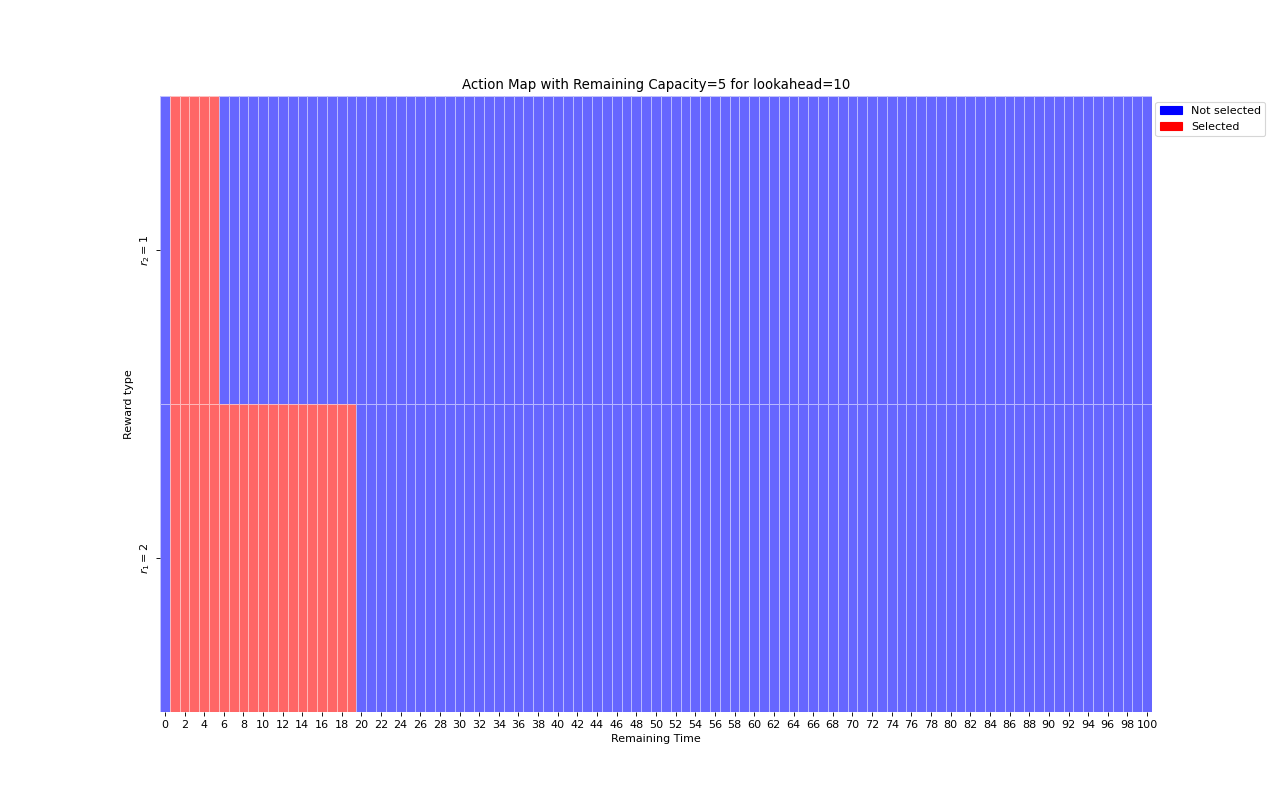 Action Map with Remaining Capacity=5 for lookahead=10
Not selected
Selected
r₂ = 1
Reward type
r₁ = 2
0 2 4 6 8 10 12 14 16 18 20 22 24 26 28 30 32 34 36 38 40 42 44 46 48 50 52 54 56 58 60 62 64 66 68 70 72 74 76 78 80 82 84 86 88 90 92 94 96 98 100
Remaining Time